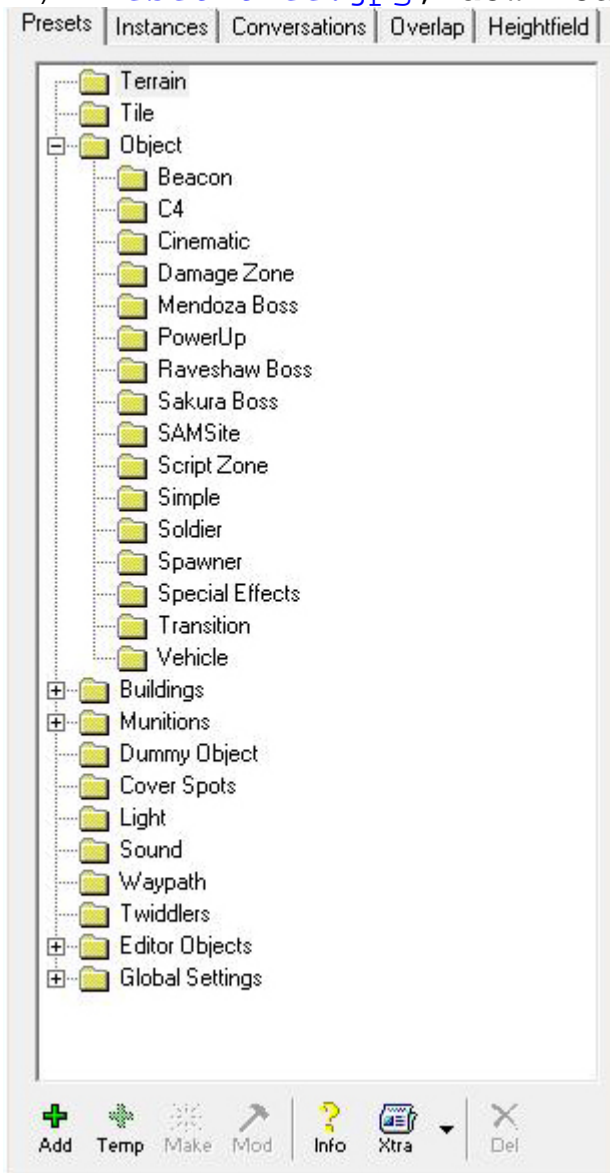 Presets Instances Conversations Overlap Heightfield
Terrain
Tile
Object
Beacon
C4
Cinematic
Damage Zone
Mendoza Boss
PowerUp
Raveshaw Boss
Sakura Boss
SAMSite
Script Zone
Simple
Soldier
Spawner
Special Effects
Transition
Vehicle
Buildings
Munitions
Dummy Object
Cover Spots
Light
Sound
Waypath
Twiddlers
Editor Objects
Global Settings
Add Temp Make Mod Info Xtra Del